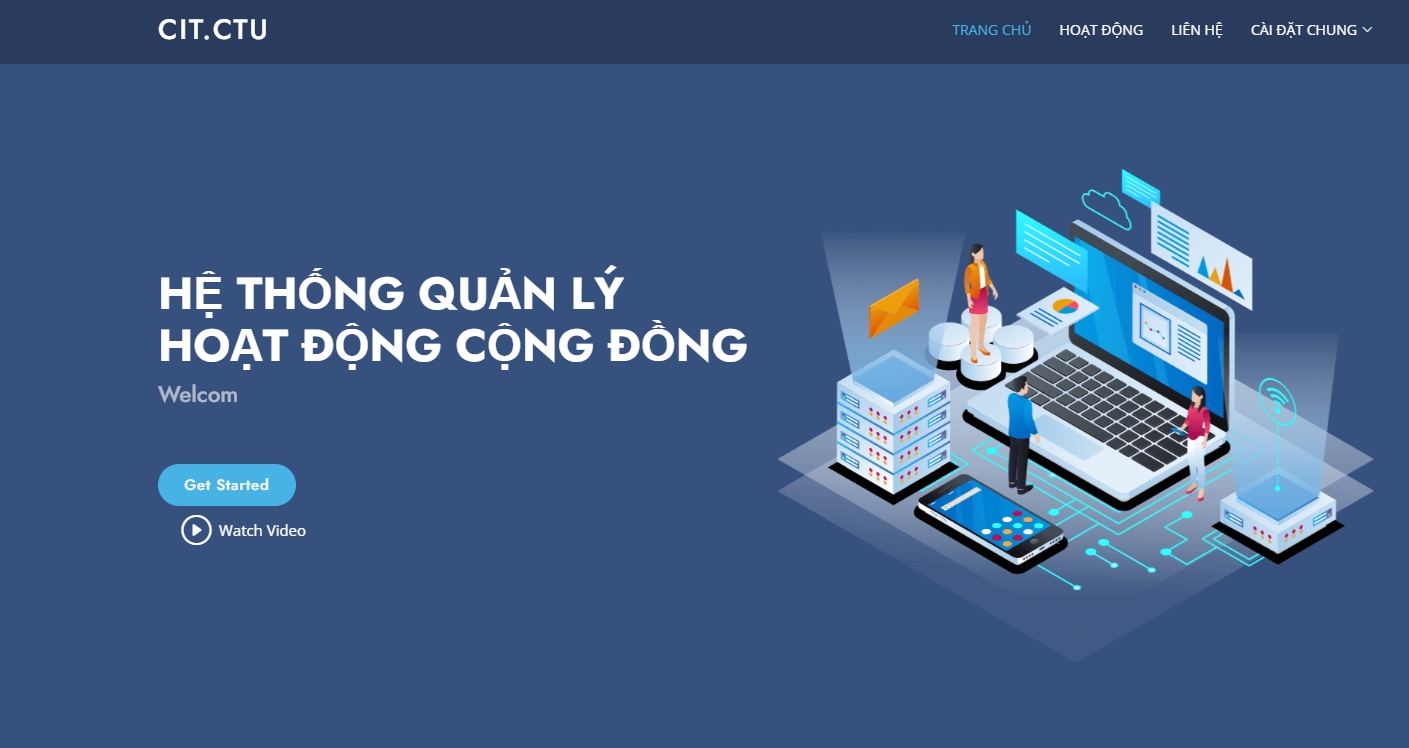 CIT.CTU
TRANG CHỦ
HOẠT ĐỘNG
LIÊN HỆ
CÀI ĐẶT CHUNG
HỆ THỐNG QUẢN LÝ
HOẠT ĐỘNG CỘNG ĐỒNG
Welcom
Get Started
Watch Video